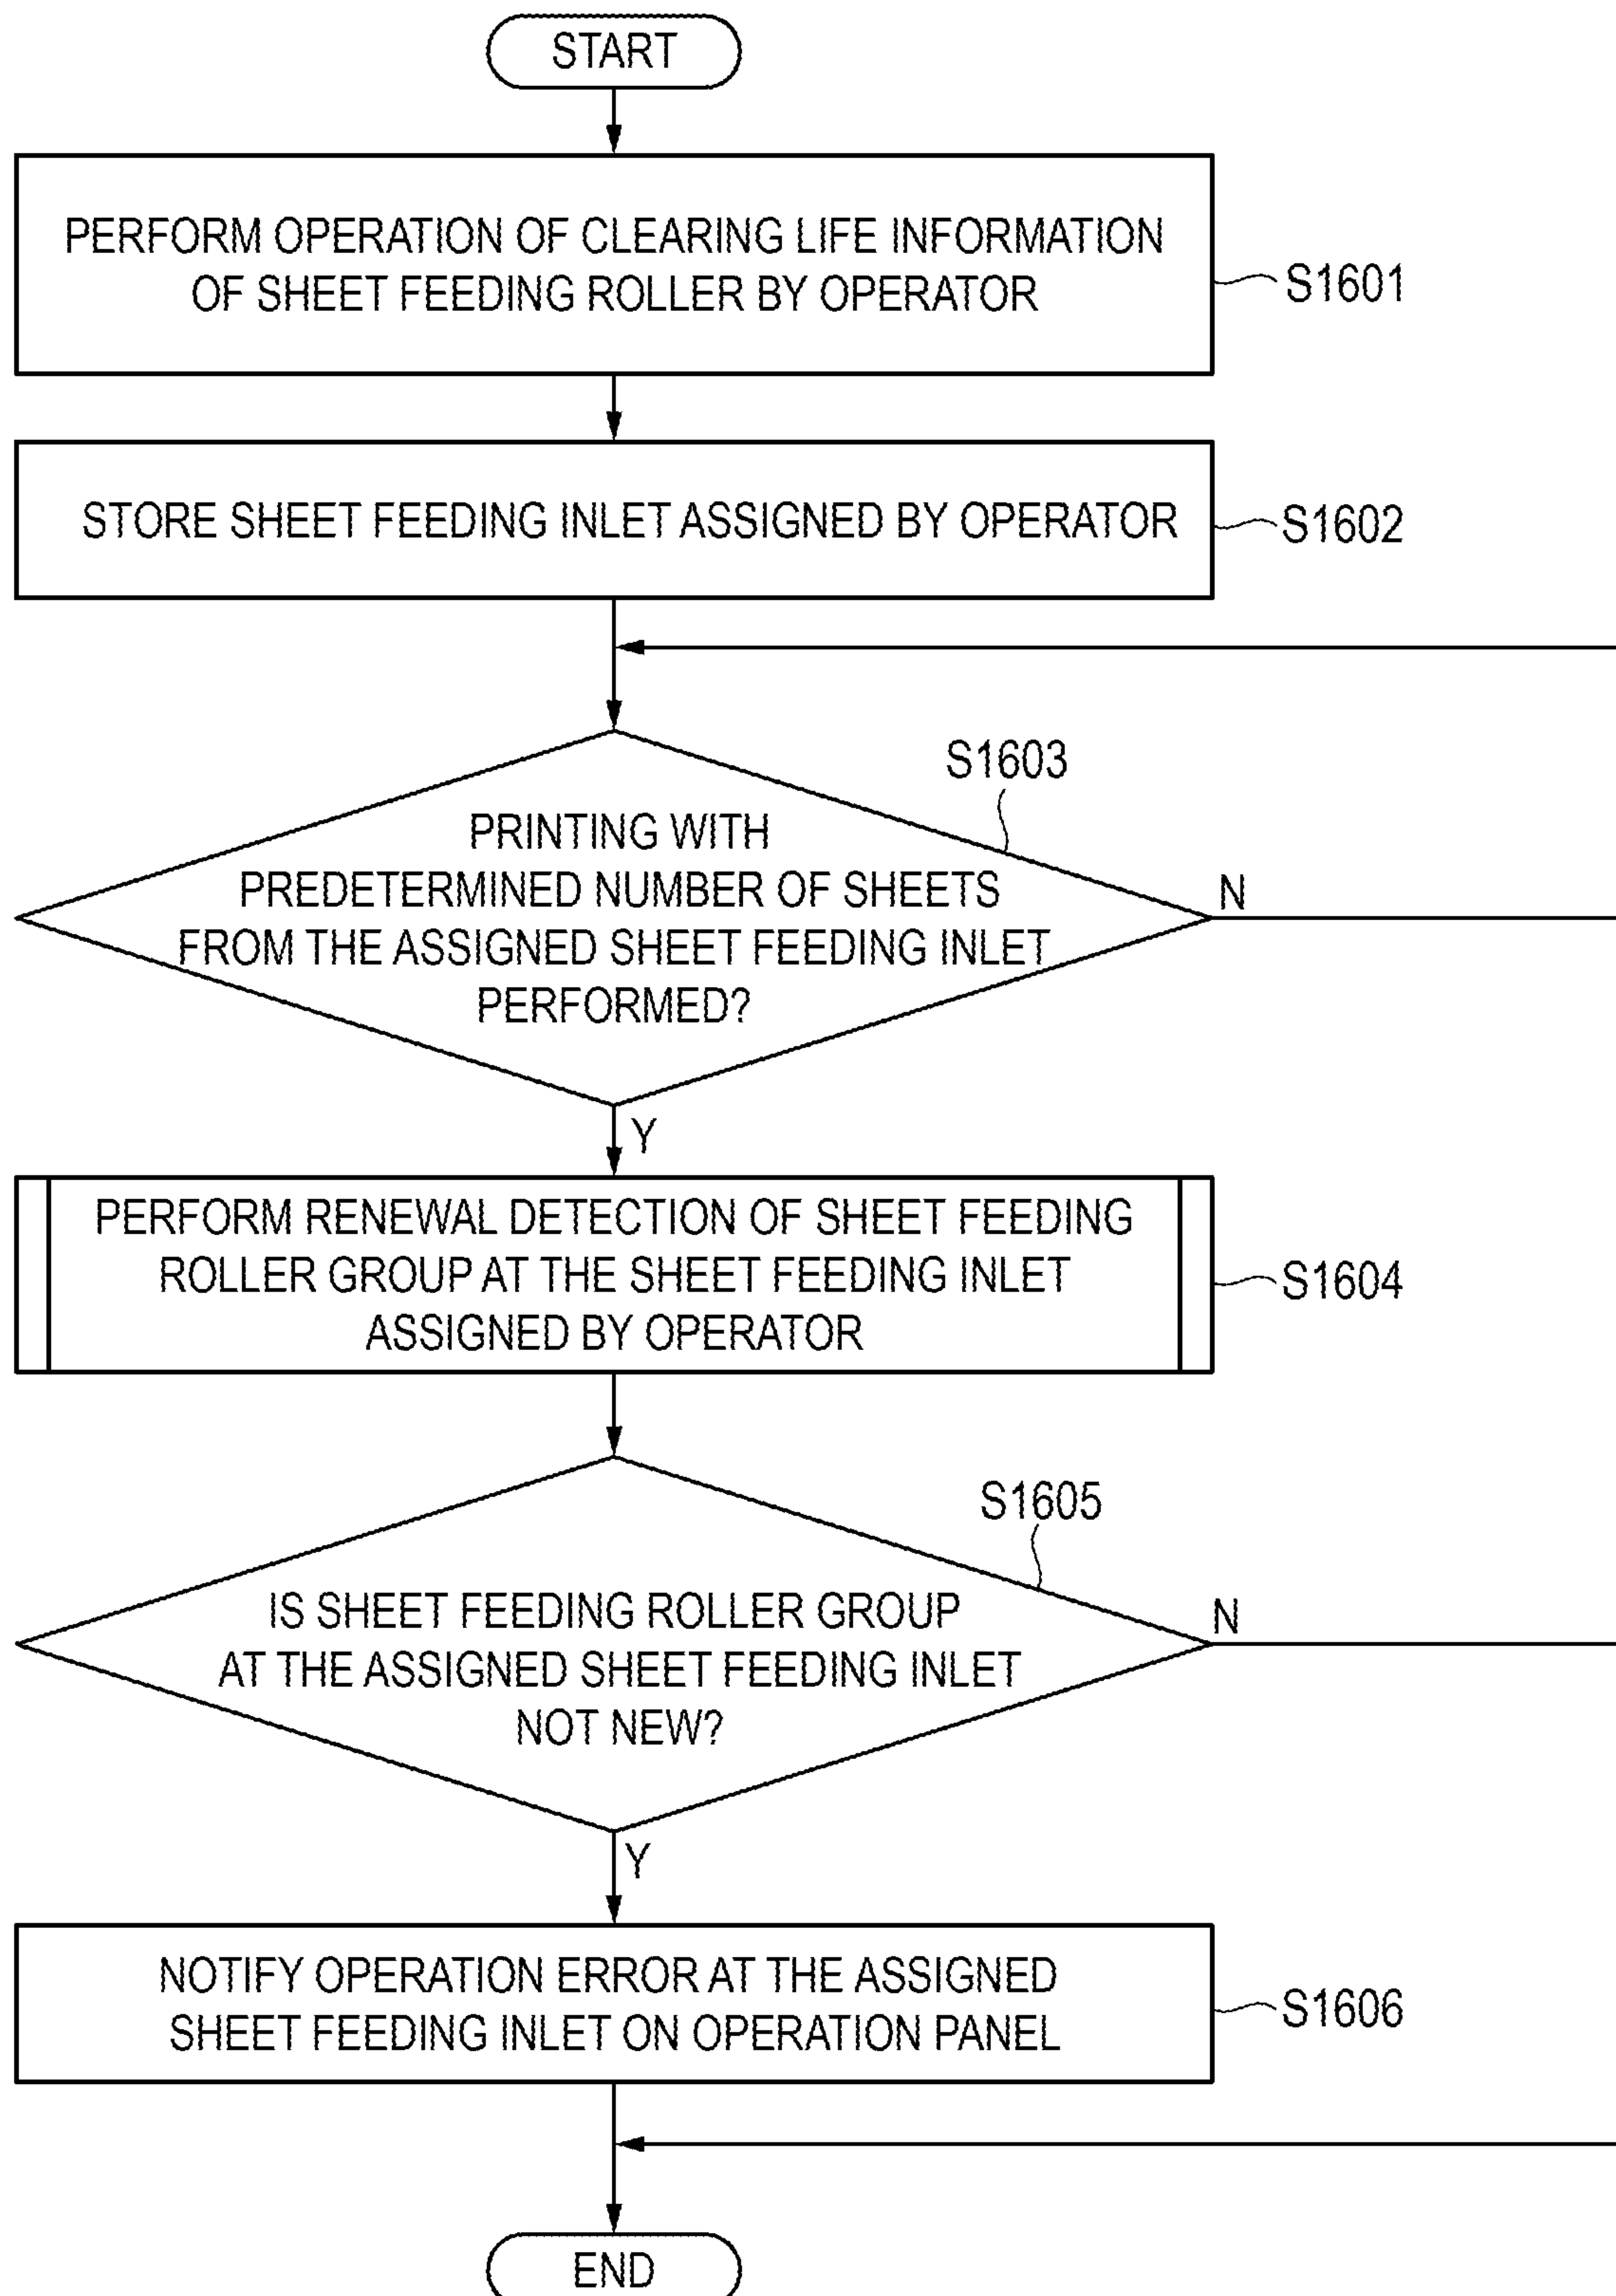 START
PERFORM OPERATION OF CLEARING LIFE INFORMATION
OF SHEET FEEDING ROLLER BY OPERATOR
S1601
STORE SHEET FEEDING INLET ASSIGNED BY OPERATOR
S1602
S1603
PRINTING WITH
PREDETERMINED NUMBER OF SHEETS
FROM THE ASSIGNED SHEET FEEDING INLET
PERFORMED?
N
Y
PERFORM RENEWAL DETECTION OF SHEET FEEDING
ROLLER GROUP AT THE SHEET FEEDING INLET
ASSIGNED BY OPERATOR
S1604
S1605
IS SHEET FEEDING ROLLER GROUP
AT THE ASSIGNED SHEET FEEDING INLET
NOT NEW?
N
Y
NOTIFY OPERATION ERROR AT THE ASSIGNED
SHEET FEEDING INLET ON OPERATION PANEL
S1606
END